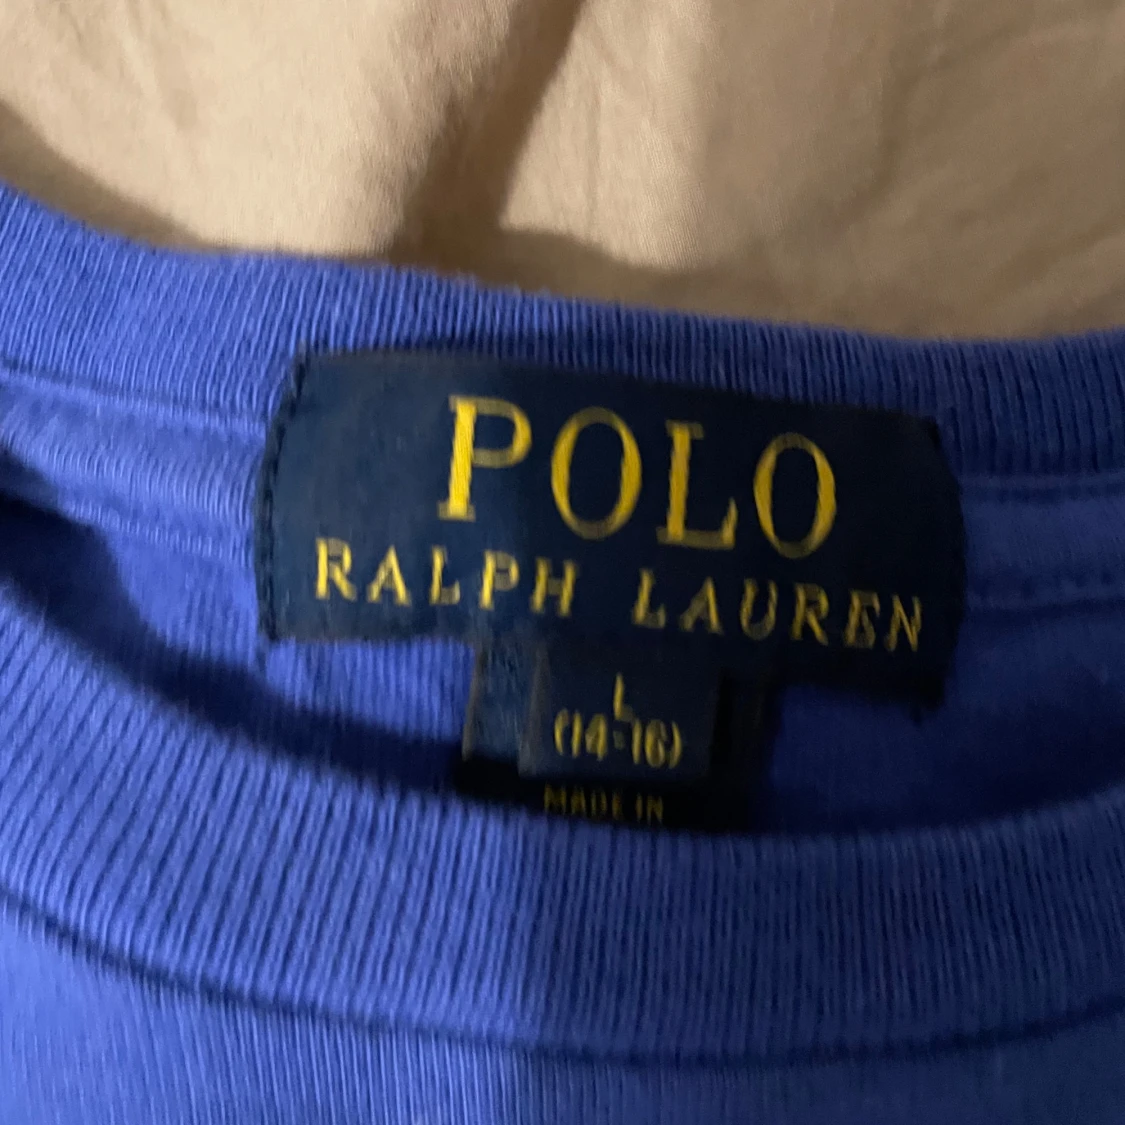 POLO
RALPH LAUREN
L
(14-16)
MADE IN